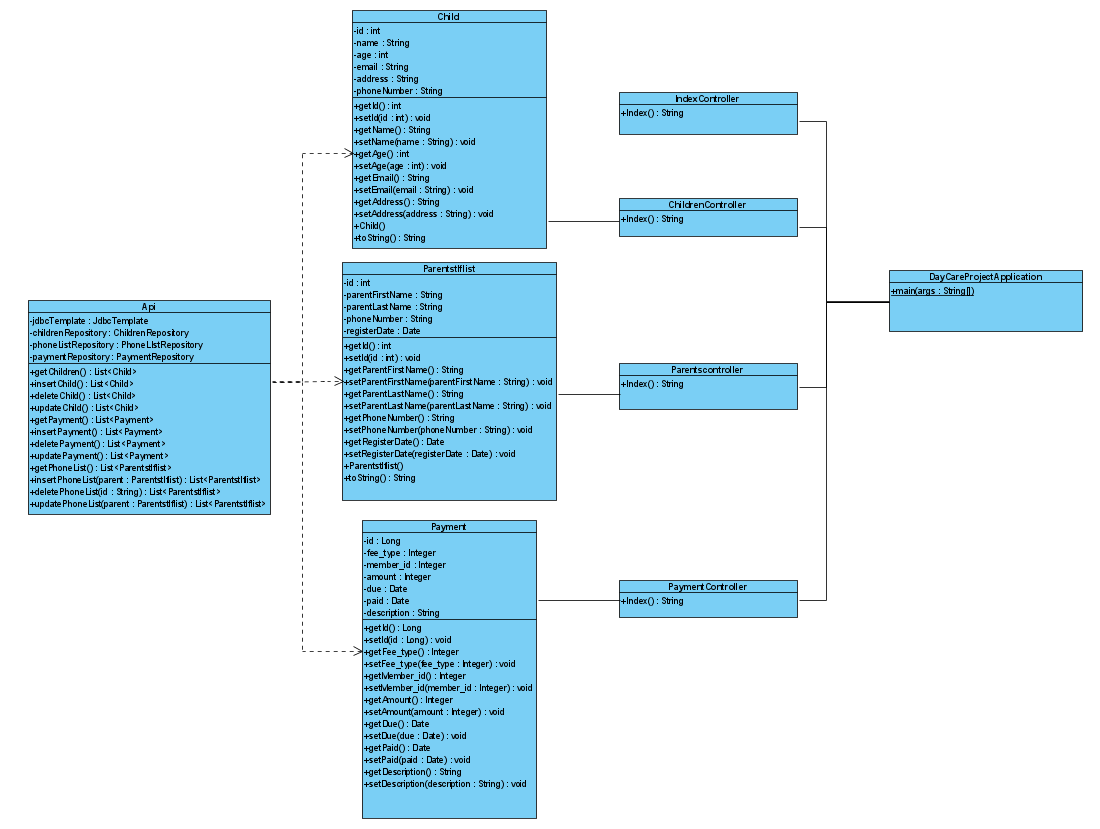 Child
-id : int
-name : String
-age : int
-email : String
-address : String
-phoneNumber : String
+getId() : int
+setId(id : int) : void
+getName() : String
+setName(name : String) : void
+getAge() : int
+setAge(age : int) : void
+getEmail() : String
+setEmail(email : String) : void
+getAddress() : String
+setAddress(address : String) : void
+Child()
+toString() : String
IndexController
+Index() : String
ChildrenController
+Index() : String
DayCareProjectApplication
+main(args : String[])
Parentstlflist
-id : int
-parentFirstName : String
-parentLastName : String
-phoneNumber : String
-registerDate : Date
+getId() : int
+setId(id : int) : void
+getParentFirstName() : String
+setParentFirstName(parentFirstName : String) : void
+getParentLastName() : String
+setParentLastName(parentLastName : String) : void
+getPhoneNumber() : String
+setPhoneNumber(phoneNumber : String) : void
+getRegisterDate() : Date
+setRegisterDate(registerDate : Date) : void
+Parentstlflist()
+toString() : String
Api
-jdbcTemplate : JdbcTemplate
-childrenRepository : ChildrenRepository
-phoneListRepository : PhoneListRepository
-paymentRepository : PaymentRepository
+getChildren() : List<Child>
+insertChild() : List<Child>
+deleteChild() : List<Child>
+updateChild() : List<Child>
+getPayment() : List<Payment>
+insertPayment() : List<Payment>
+deletePayment() : List<Payment>
+updatePayment() : List<Payment>
+getPhoneList() : List<Parentstlflist>
+insertPhoneList(parent : Parentstlflist) : List<Parentstlflist>
+deletePhoneList(id : String) : List<Parentstlflist>
+updatePhoneList(parent : Parentstlflist) : List<Parentstlflist>
Parentscontroller
+Index() : String
Payment
-id : Long
-fee_type : Integer
-member_id : Integer
-amount : Integer
-due : Date
-paid : Date
-description : String
+getId() : Long
+setId(id : Long) : void
+getFee_type() : Integer
+setFee_type(fee_type : Integer) : void
+getMember_id() : Integer
+setMember_id(member_id : Integer) : void
+getAmount() : Integer
+setAmount(amount : Integer) : void
+getDue() : Date
+setDue(due : Date) : void
+getPaid() : Date
+setPaid(paid : Date) : void
+getDescription() : String
+setDescription(description : String) : void
PaymentController
+Index() : String